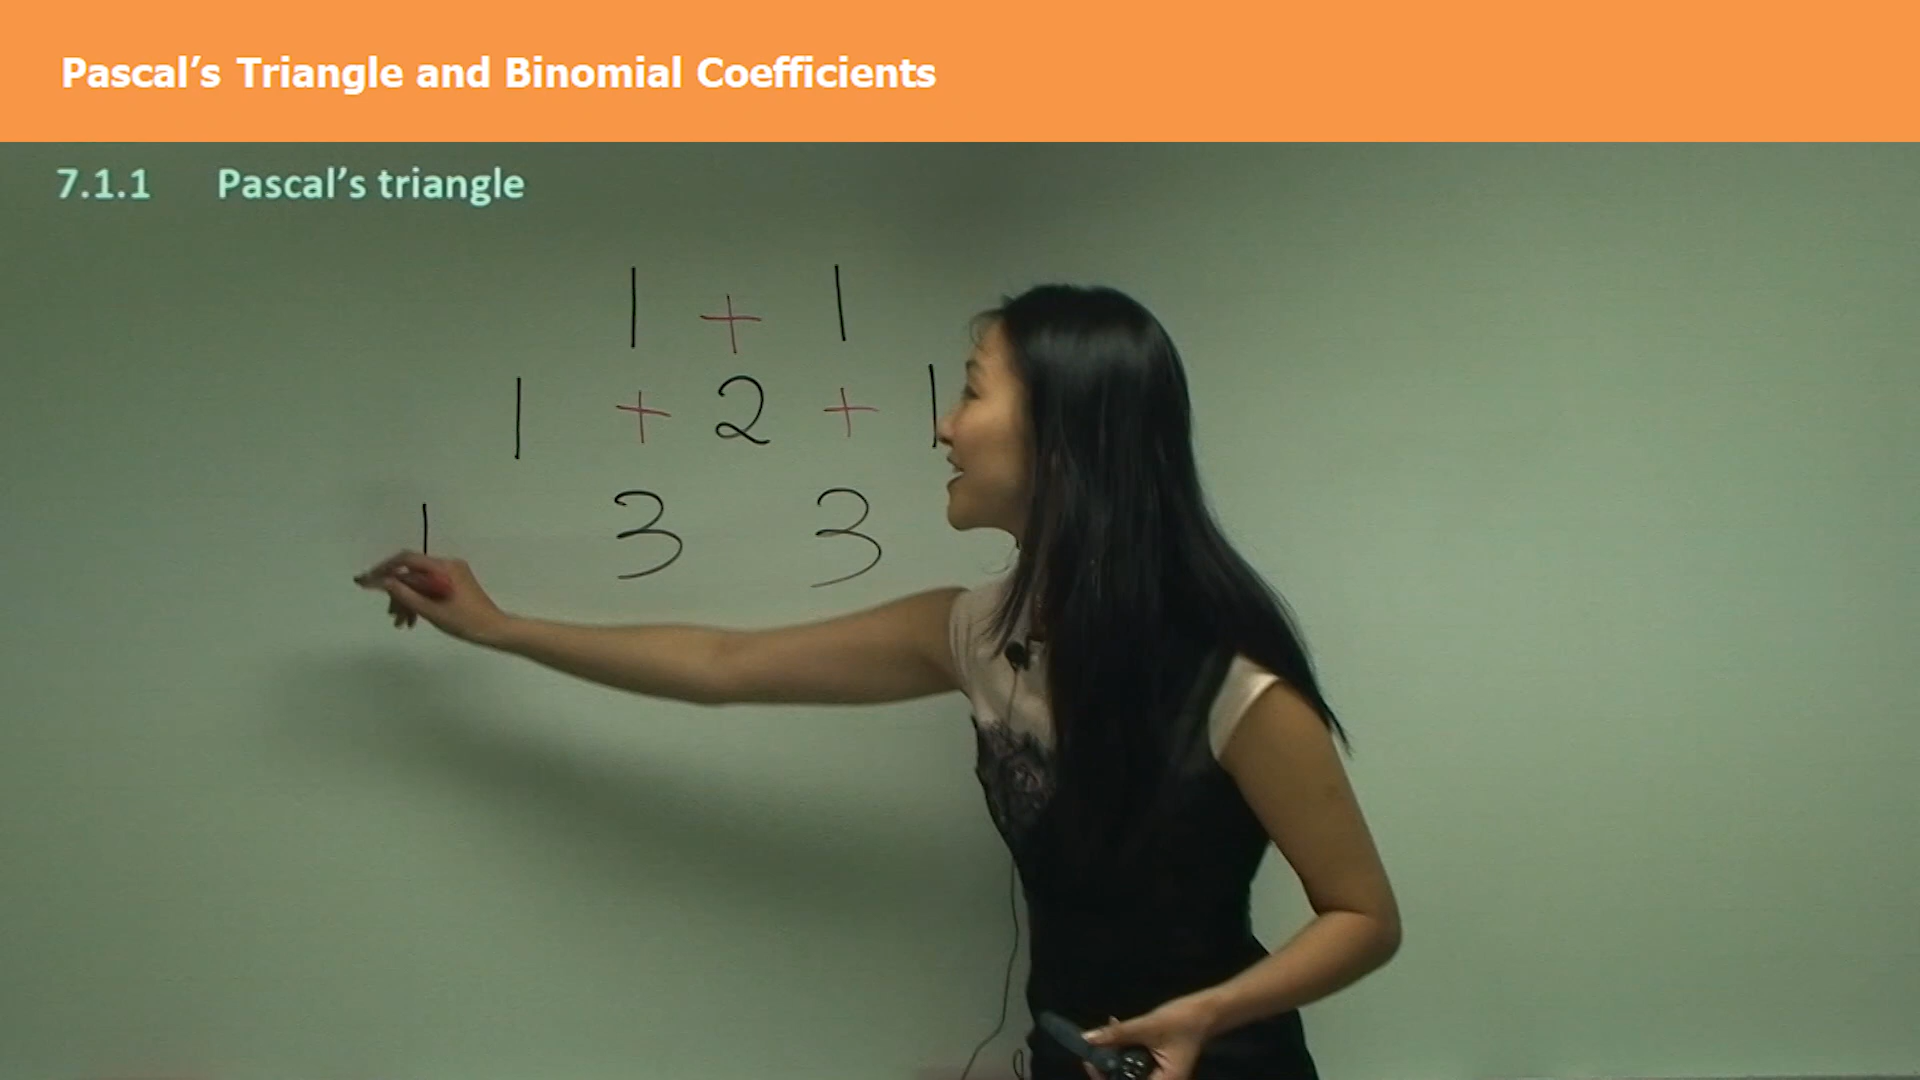 Pascal's Triangle and Binomial Coefficients
7.1.1 Pascal's triangle
1 + 1
1 + 2 + 1
1 3 3